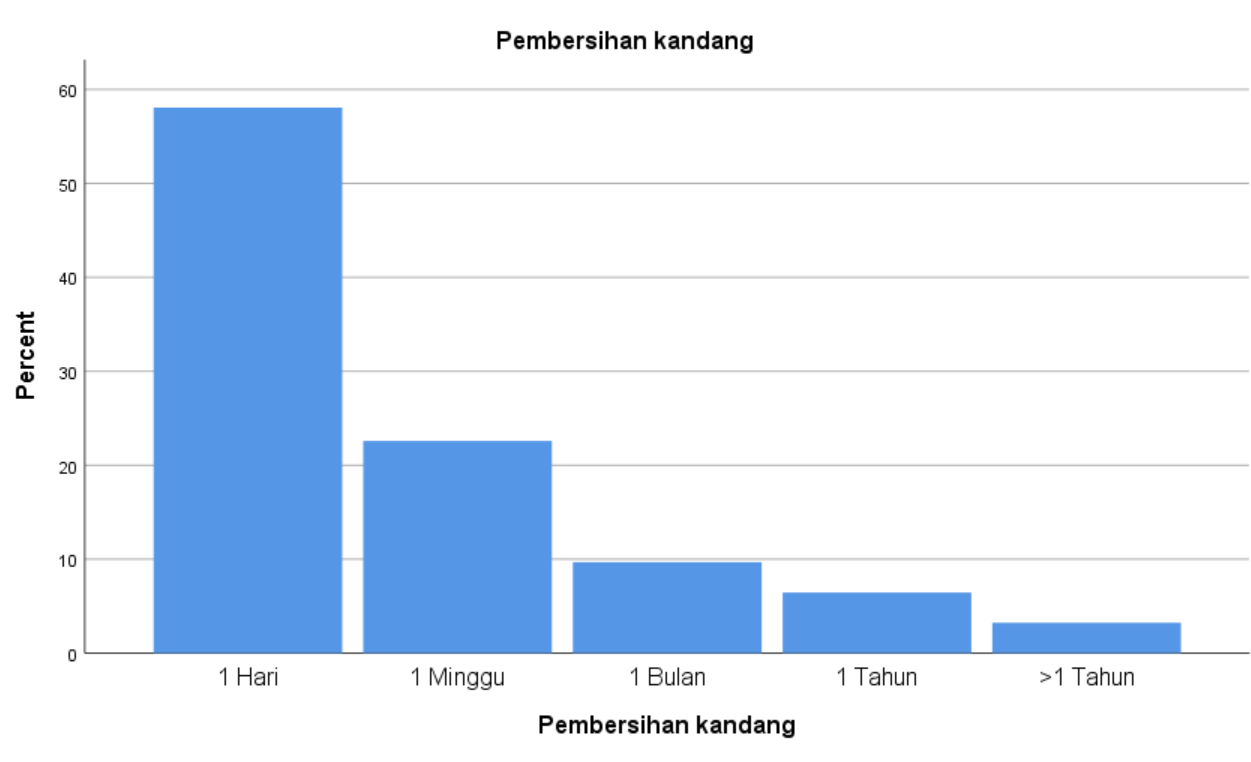 Pembersihan kandang
60
50
40
30
20
10
0
Percent
1 Hari
1 Minggu
1 Bulan
1 Tahun
>1 Tahun
Pembersihan kandang